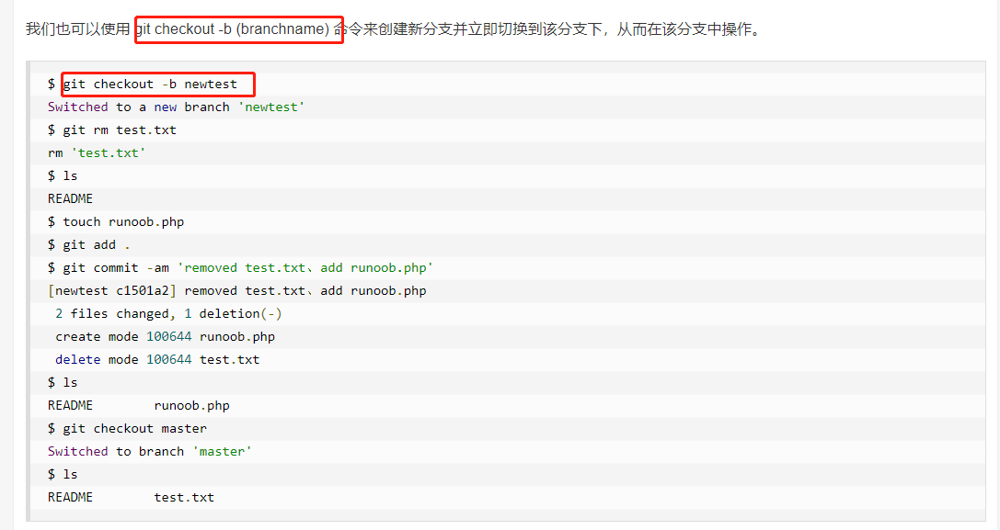 我们也可以使用 git checkout -b (branchname) 命令来创建新分支并立即切换到该分支下，从而在该分支中操作。
$ git checkout -b newtest
Switched to a new branch 'newtest'
$ git rm test.txt
rm 'test.txt'
$ ls
README
$ touch runoob.php
$ git add .
$ git commit -am 'removed test.txt、add runoob.php'
[newtest c1501a2] removed test.txt、add runoob.php
 2 files changed, 1 deletion(-)
 create mode 100644 runoob.php
 delete mode 100644 test.txt
$ ls
README        runoob.php
$ git checkout master
Switched to branch 'master'
$ ls
README        test.txt